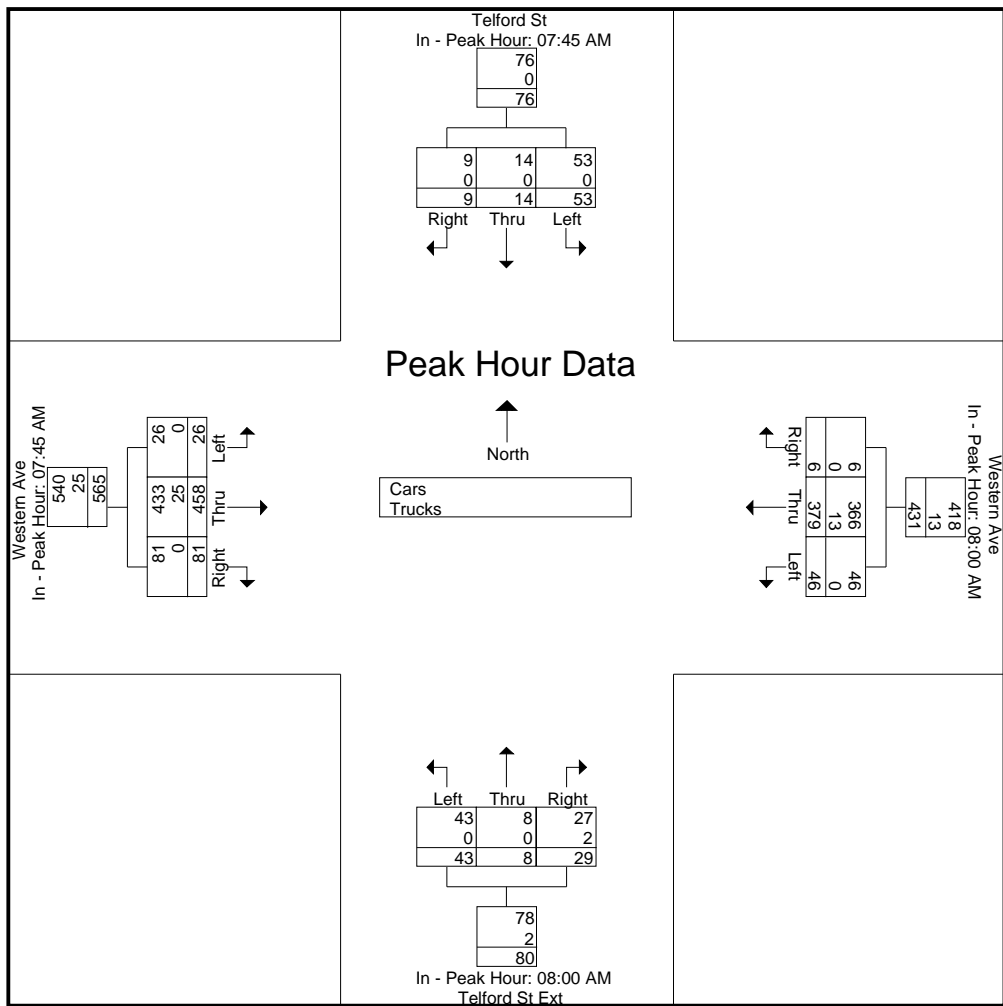 Telford St
In - Peak Hour: 07:45 AM
76
0
76
9 14 53
0 0 0
9 14 53
Right Thru Left
Peak Hour Data
North
Cars
Trucks
Western Ave
In - Peak Hour: 07:45 AM
540
25
565
26 0 26
433 25 458
81 0 81
Left
Thru
Right
Right
Thru
Left
6 0 6
379 13 366
46 0 46
418
13
431
Western Ave
In - Peak Hour: 08:00 AM
Left Thru Right
43 8 27
0 0 2
43 8 29
78
2
80
In - Peak Hour: 08:00 AM
Telford St Ext